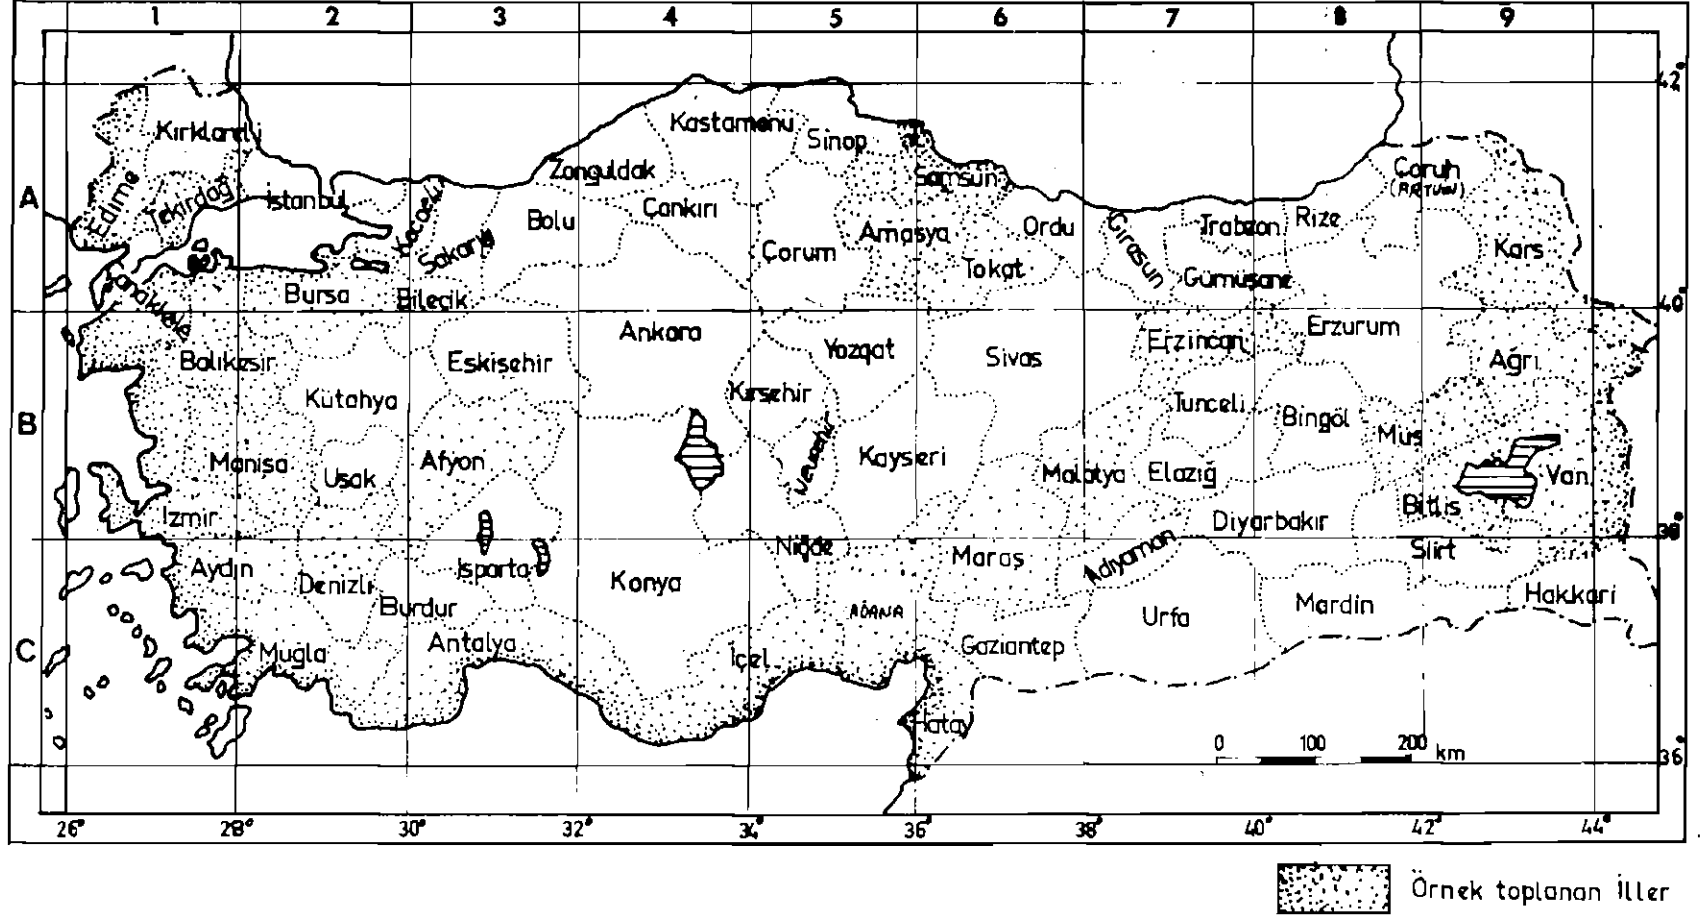 1 2 3 4 5 6 7 8 9
42°
Kırklareli Kastamonu Sinop
Zonguldak Samsun Çoruh
(ARTVİN)
A Edirne Tekirdağ İstanbul Kocaeli Bolu Çankırı Amasya Ordu Giresun Trabzon Rize
Sakarya Çorum Tokat Gümüşane Kars
Çanakkale Bursa Bilecik
40°
Ankara Erzurum
Balıkesir Eskişehir Yozgat Sivas Erzincan Ağrı
Kütahya Kırşehir Tunceli Bingöl
B Muş
Manisa Uşak Afyon Nevşehir Kayseri Malatya Elazığ Van
İzmir Bitlis
Diyarbakır
38°
Niğde Siirt
Aydın Denizli Isparta Konya Maraş Adıyaman
Burdur ADANA Urfa Mardin Hakkari
C Muğla Antalya İçel Gaziantep
Hatay
0 100 200 km
36°
26° 28° 30° 32° 34° 36° 38° 40° 42° 44°
Örnek toplanan İller